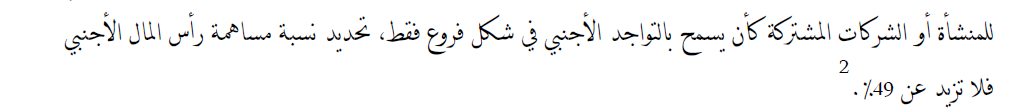 للمنشأة أو الشركات المشتركة كأن يسمح بالتواجد الأجنبي في شكل فروع فقط، تحديد نسبة مساهمة رأس المال الأجنبي
فلا تزيد عن 49٪.2